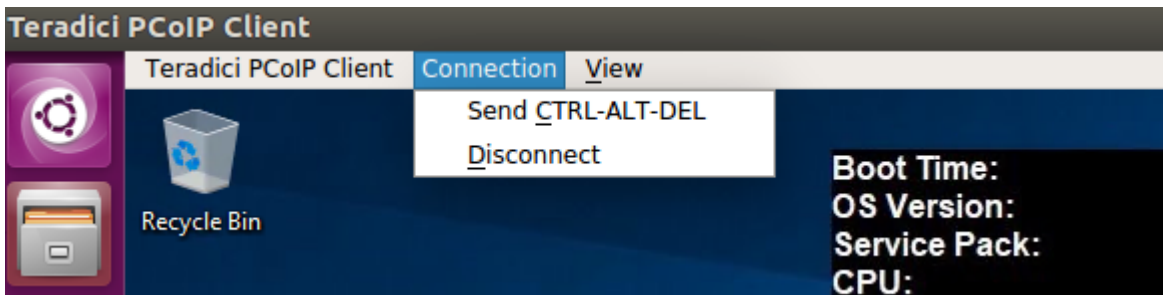 Teradici PCoIP Client
Teradici PCoIP Client Connection View
Send CTRL-ALT-DEL
Disconnect
Recycle Bin
Boot Time:
OS Version:
Service Pack:
CPU: